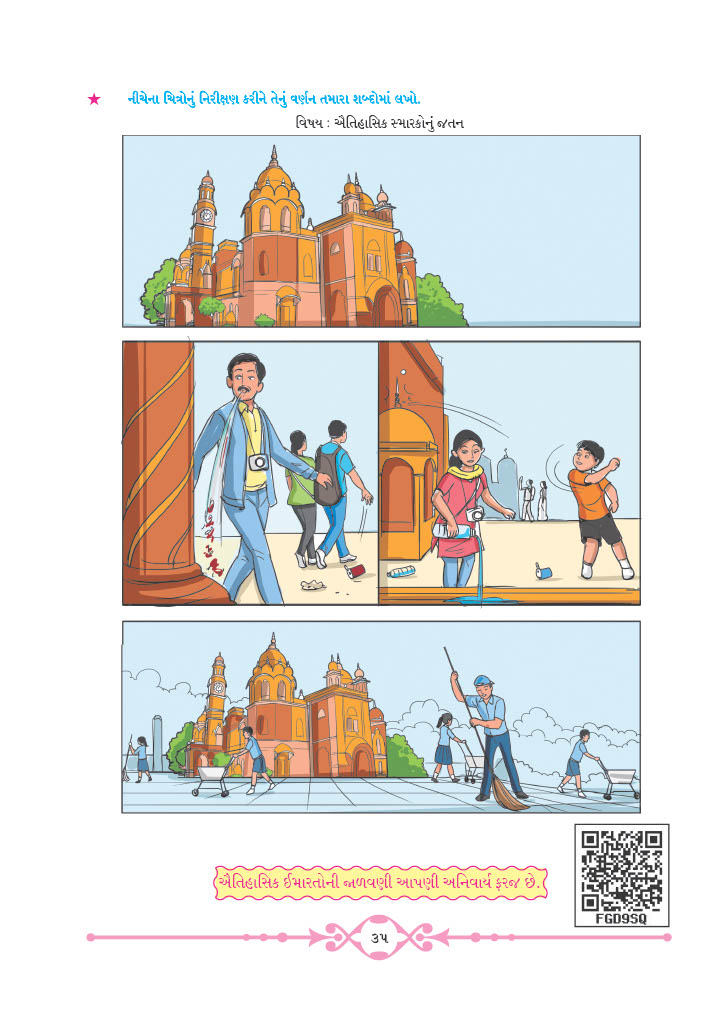 ★ નીચેના ચિત્રોનું નિરીક્ષણ કરીને તેનું વર્ણન તમારા શબ્દોમાં લખો.
વિષય : ઐતિહાસિક સ્મારકોનું જતન
FGD9SQ
ઐતિહાસિક ઈમારતોની જાળવણી આપણી અનિવાર્ય ફરજ છે.
૩૫